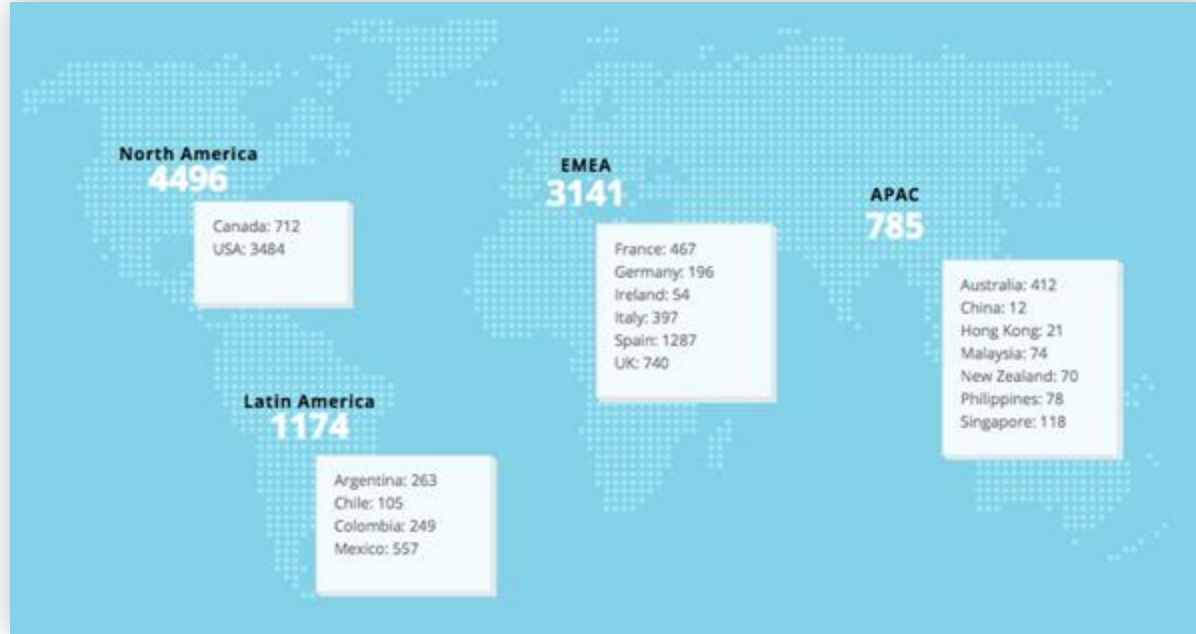 North America
4496
Canada: 712
USA: 3484
EMEA
3141
France: 467
Germany: 196
Ireland: 54
Italy: 397
Spain: 1287
UK: 740
APAC
785
Australia: 412
China: 12
Hong Kong: 21
Malaysia: 74
New Zealand: 70
Philippines: 78
Singapore: 118
Latin America
1174
Argentina: 263
Chile: 105
Colombia: 249
Mexico: 557